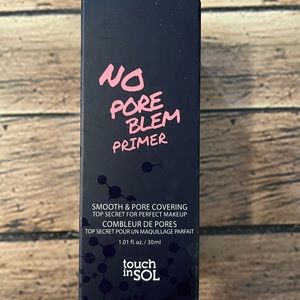 NO
PORE
BLEM
PRIMER
SMOOTH & PORE COVERING
TOP SECRET FOR PERFECT MAKEUP
COMBLEUR DE PORES
TOP SECRET POUR UN MAQUILLAGE PARFAIT
1.01 fl.oz. / 30ml
touch
in SOL